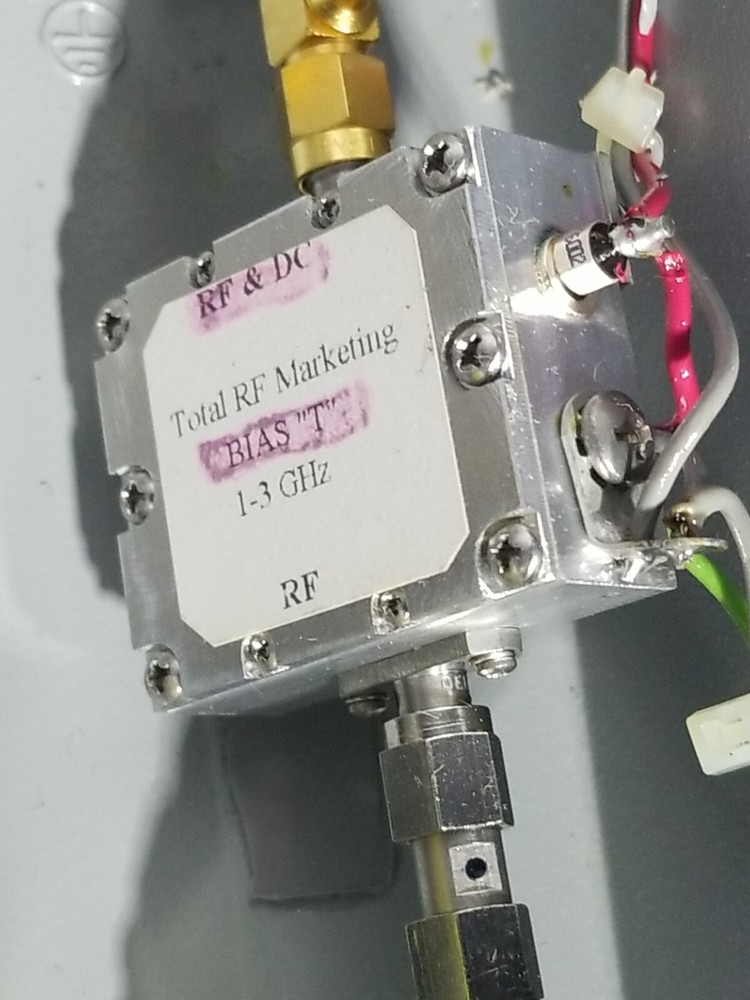 RF & DC
Total RF Marketing
BIAS "T"
1-3 GHz
RF